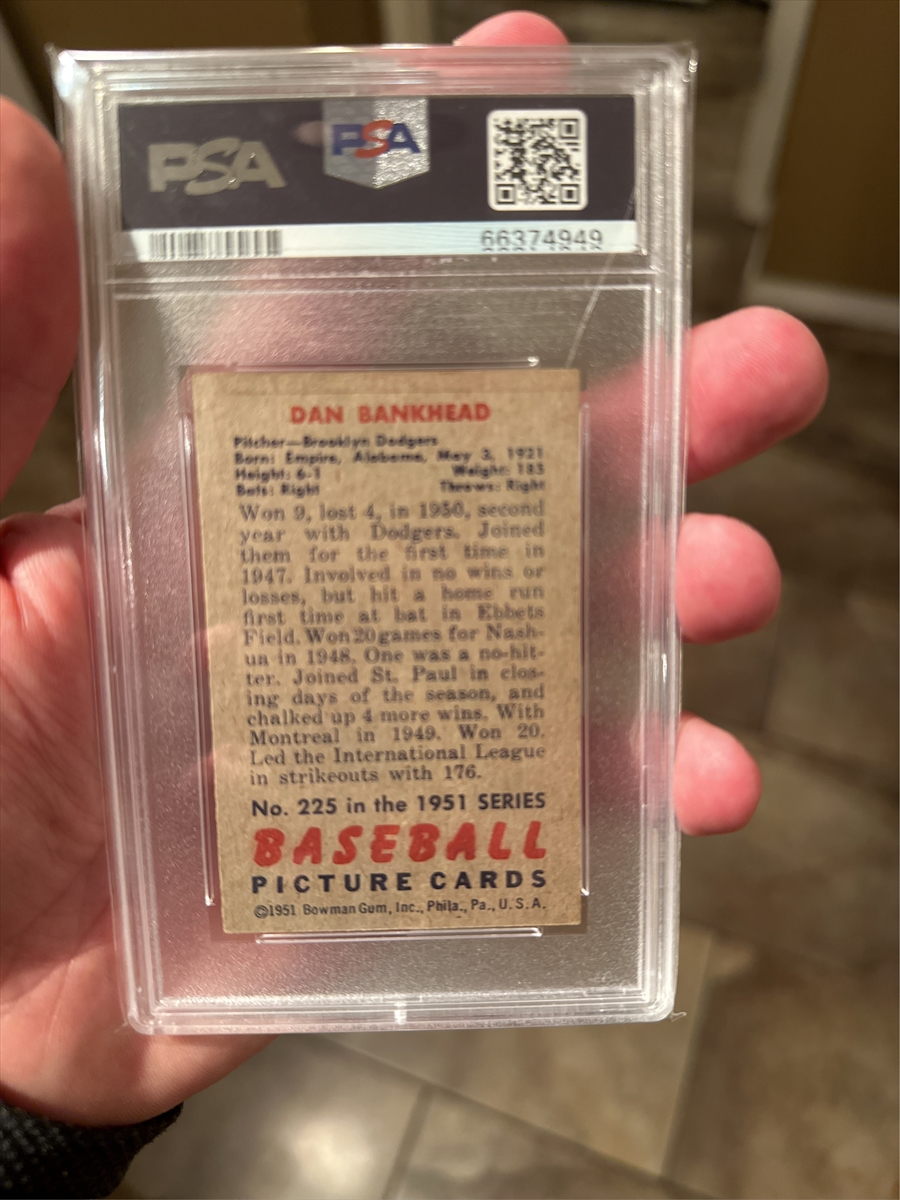 PSA PSA
66374949
DAN BANKHEAD
Pitcher—Brooklyn Dodgers
Born: Empire, Alabama, May 3, 1921
Height: 6-1 Weight: 185
Bats: Right Throws: Right
Won 9, lost 4, in 1950, second
year with Dodgers. Joined
them for the first time in
1947. Involved in no wins or
losses, but hit a home run
first time at bat in Ebbets
Field. Won 20 games for Nash-
ua in 1948. One was a no-hit-
ter. Joined St. Paul in clos-
ing days of the season, and
chalked up 4 more wins. With
Montreal in 1949. Won 20.
Led the International League
in strikeouts with 176.
No. 225 in the 1951 SERIES
BASEBALL
PICTURE CARDS
©1951 Bowman Gum, Inc., Phila., Pa., U.S.A.